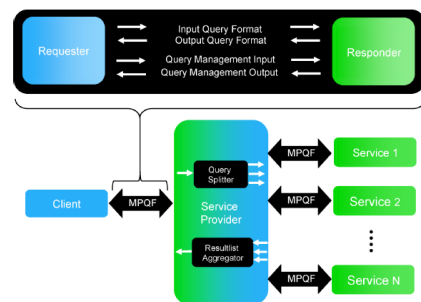 Requester
Input Query Format
Output Query Format
Query Management Input
Query Management Output
Responder
Client
MPQF
Query
Splitter
Service
Provider
Resultlist
Aggregator
MPQF
Service 1
MPQF
Service 2
MPQF
Service N